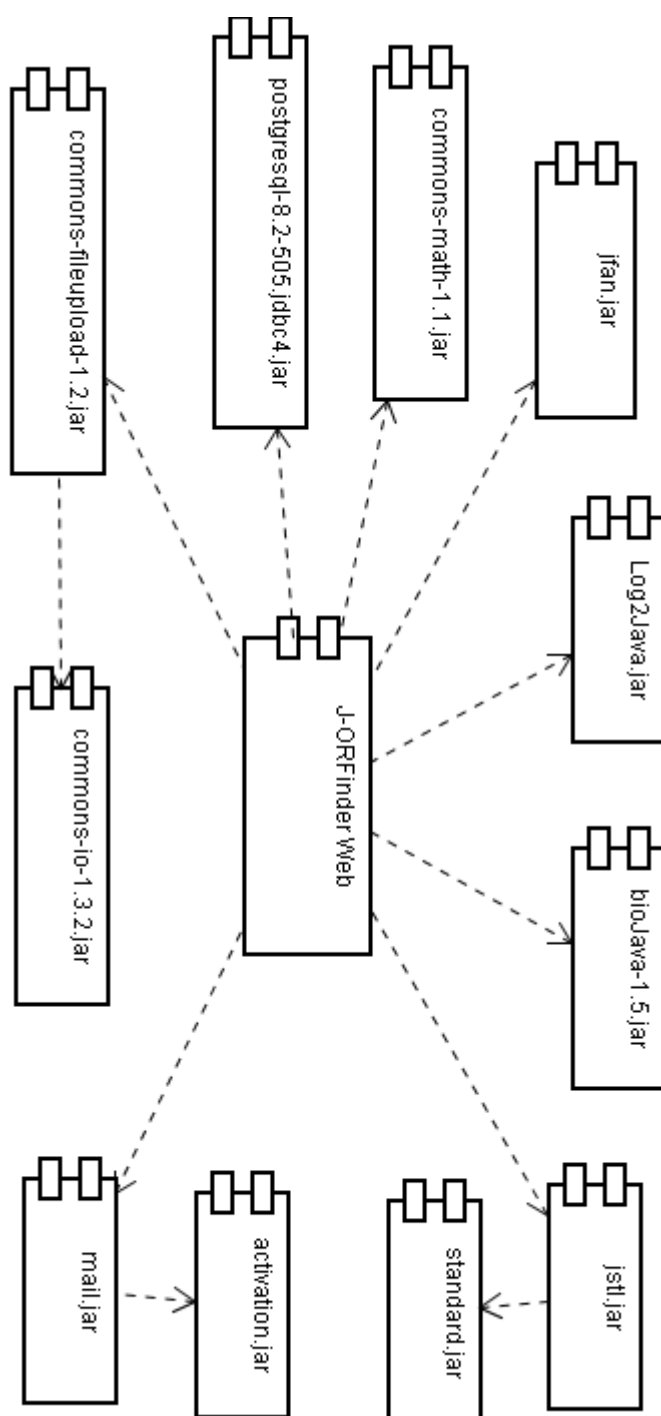 jfan.jar
Log2Java.jar
bioJava-1.5.jar
jstl.jar
commons-math-1.1.jar
standard.jar
J-ORFinder Web
postgresql-8.2-505.jdbc4.jar
activation.jar
commons-fileupload-1.2.jar
commons-io-1.3.2.jar
mail.jar